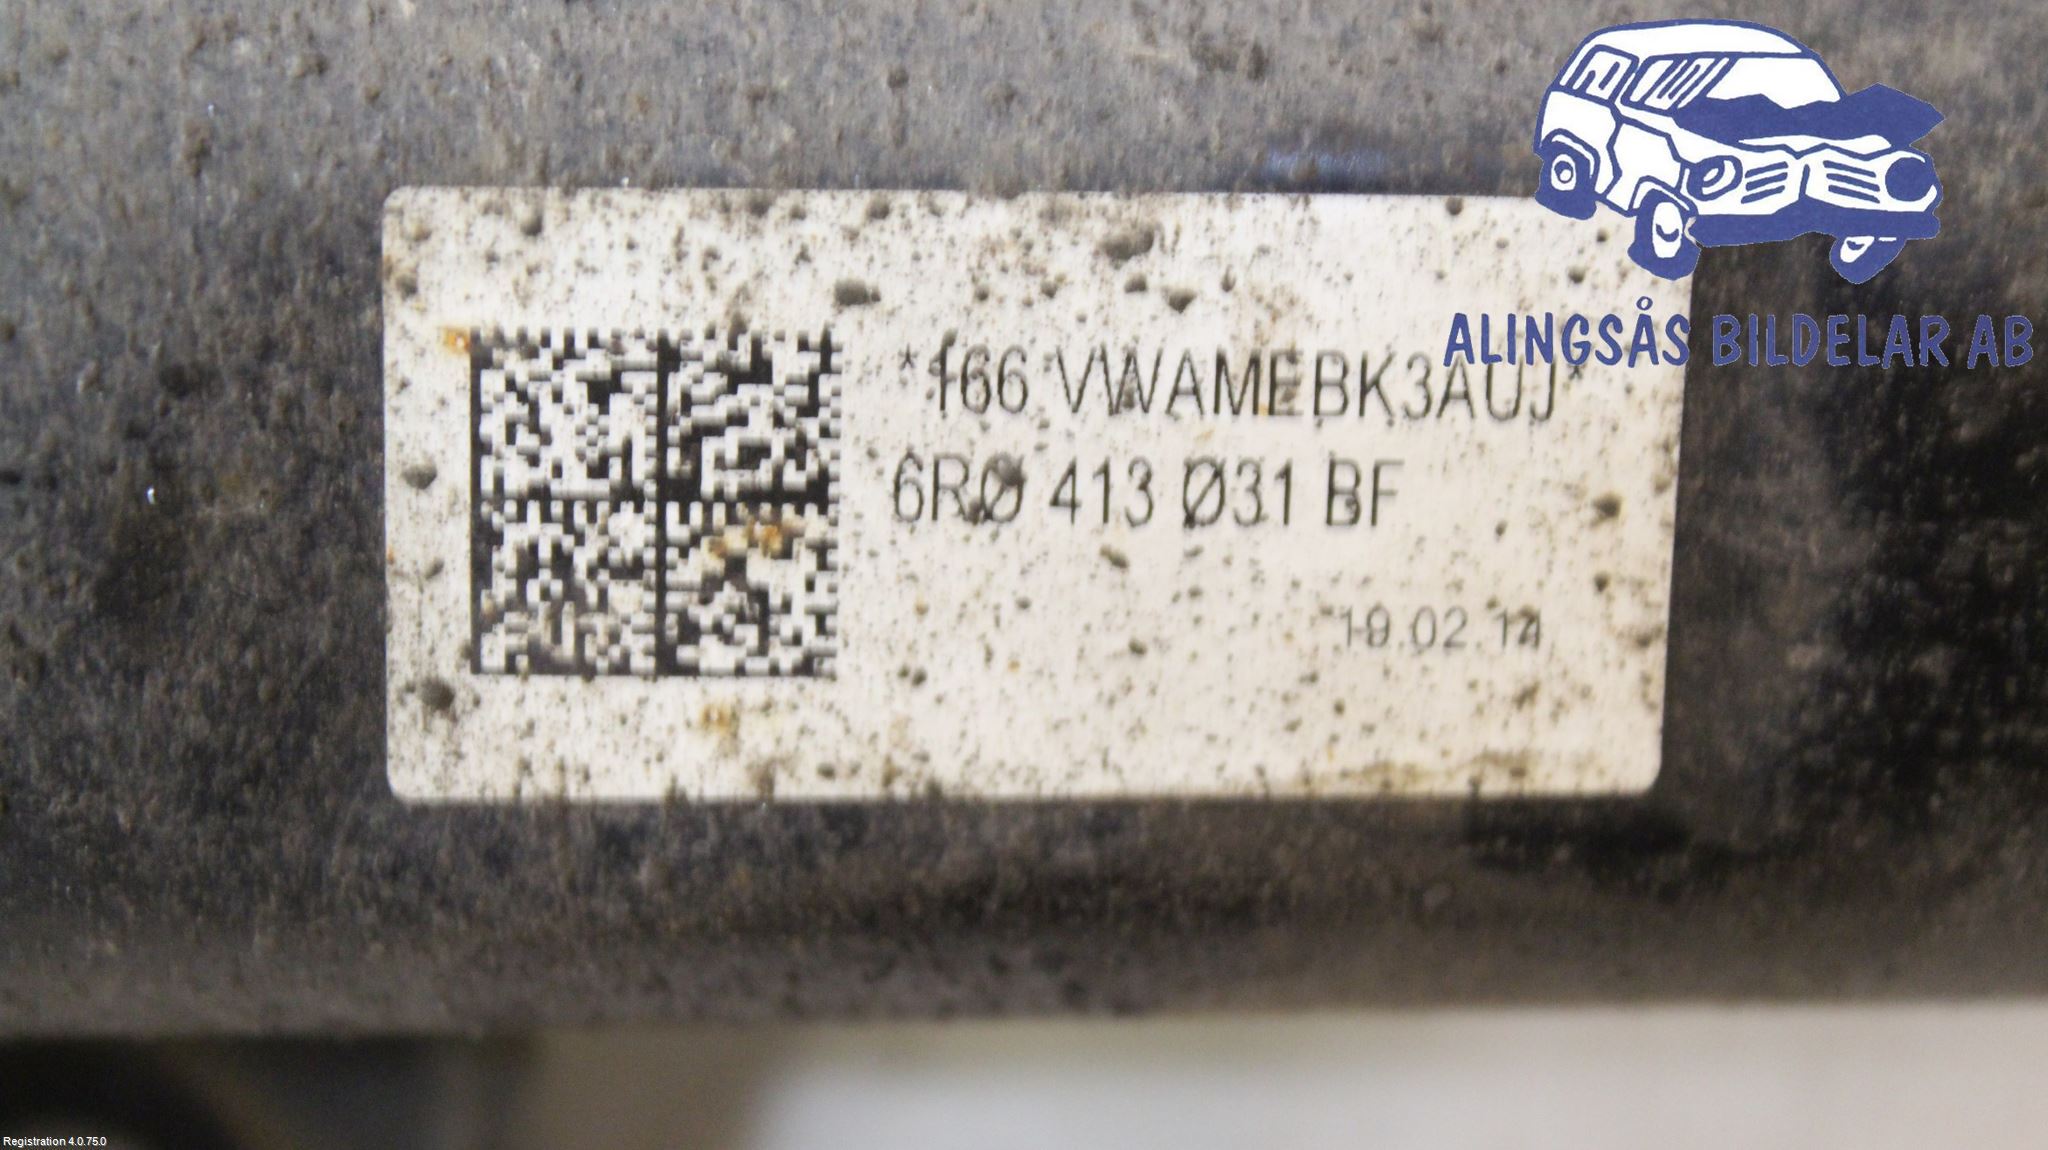 ALINGSÅS BILDELAR AB
*166 VWAMEBK3AUJ*
6RØ 413 Ø31 BF
19.02.14
Registration 4.0.75.0